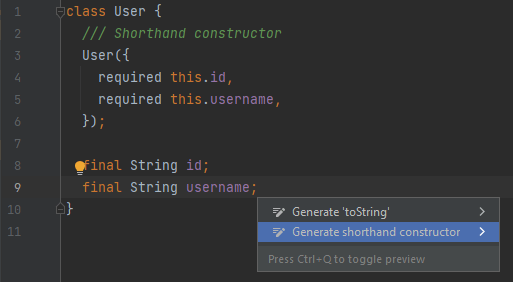 1 class User {
2 /// Shorthand constructor
3 User({
4 required this.id,
5 required this.username,
6 });
7
8 final String id;
9 final String username;
10 }
11
Generate 'toString'
Generate shorthand constructor
Press Ctrl+Q to toggle preview